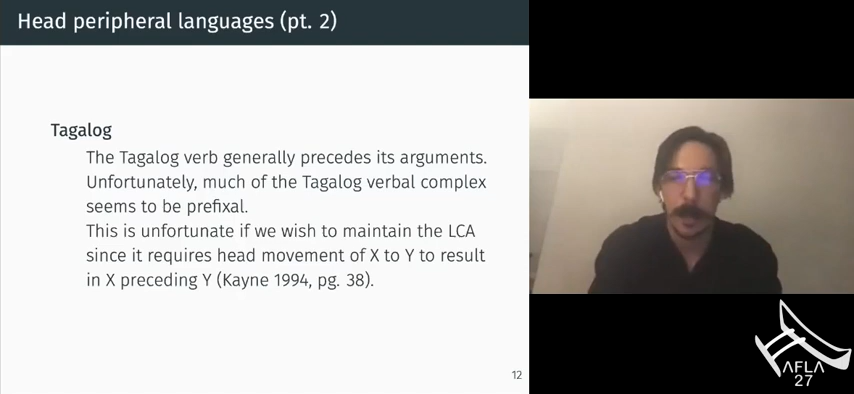 Head peripheral languages (pt. 2)
Tagalog
The Tagalog verb generally precedes its arguments.
Unfortunately, much of the Tagalog verbal complex
seems to be prefixal.
This is unfortunate if we wish to maintain the LCA
since it requires head movement of X to Y to result
in X preceding Y (Kayne 1994, pg. 38).
12
AFLA
27